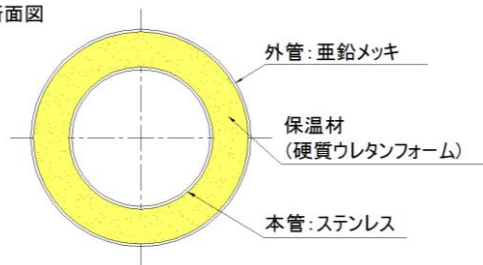 面図
外管：亜鉛メッキ
保温材
（硬質ウレタンフォーム）
本管：ステンレス